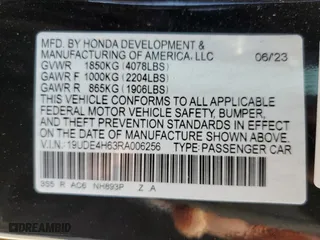 MFD. BY HONDA DEVELOPMENT &
MANUFACTURING OF AMERICA, LLC 06/23
GVWR 1850KG (4078LBS)
GAWR F 1000KG (2204LBS)
GAWR R 865KG (1906LBS)
THIS VEHICLE CONFORMS TO ALL APPLICABLE
FEDERAL MOTOR VEHICLE SAFETY, BUMPER,
AND THEFT PREVENTION STANDARDS IN EFFECT
ON THE DATE OF MANUFACTURE SHOWN ABOVE.
V.I.N.: 19UDE4H63RA006256 TYPE: PASSENGER CAR
3S5 R AC6 NH893P Z A
DREAMBID